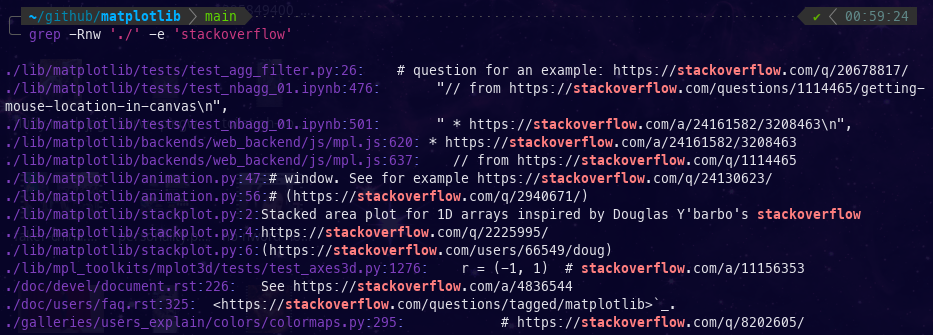 ~/github/matplotlib main ✔ 00:59:24
grep -Rnw './' -e 'stackoverflow'
./lib/matplotlib/tests/test_agg_filter.py:26:    # question for an example: https://stackoverflow.com/q/20678817/
./lib/matplotlib/tests/test_nbagg_01.ipynb:476:       "// from https://stackoverflow.com/questions/1114465/getting-
mouse-location-in-canvas\n",
./lib/matplotlib/tests/test_nbagg_01.ipynb:501:       " * https://stackoverflow.com/a/24161582/3208463\n",
./lib/matplotlib/backends/web_backend/js/mpl.js:620: * https://stackoverflow.com/a/24161582/3208463
./lib/matplotlib/backends/web_backend/js/mpl.js:637:    // from https://stackoverflow.com/q/1114465
./lib/matplotlib/animation.py:47:# window. See for example https://stackoverflow.com/q/24130623/
./lib/matplotlib/animation.py:56:# (https://stackoverflow.com/q/2940671/)
./lib/matplotlib/stackplot.py:2:Stacked area plot for 1D arrays inspired by Douglas Y'barbo's stackoverflow
./lib/matplotlib/stackplot.py:4:https://stackoverflow.com/q/2225995/
./lib/matplotlib/stackplot.py:6:(https://stackoverflow.com/users/66549/doug)
./lib/mpl_toolkits/mplot3d/tests/test_axes3d.py:1276:    r = (-1, 1)  # stackoverflow.com/a/11156353
./doc/devel/document.rst:226:   See https://stackoverflow.com/a/4836544
./doc/users/faq.rst:325:  <https://stackoverflow.com/questions/tagged/matplotlib>`_.
./galleries/users_explain/colors/colormaps.py:295:            # https://stackoverflow.com/q/8202605/